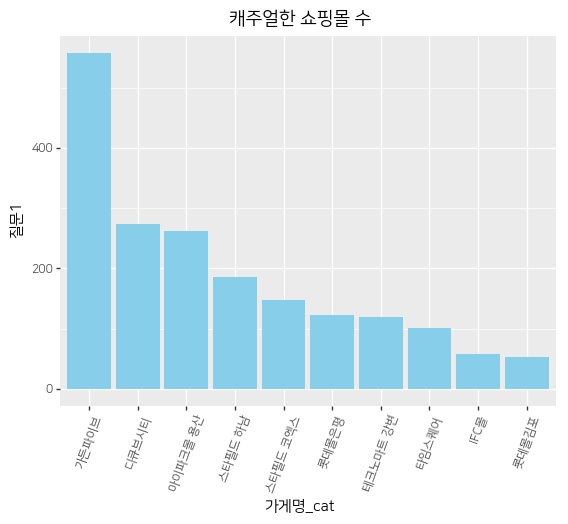 캐주얼한 쇼핑몰 수
질문1
400
200
0
가든파이브
디큐브시티
아이파크몰 용산
스타필드 하남
스타필드 코엑스
롯데몰은평
테크노마트 강변
타임스퀘어
IFC몰
롯데몰김포
가게명_cat